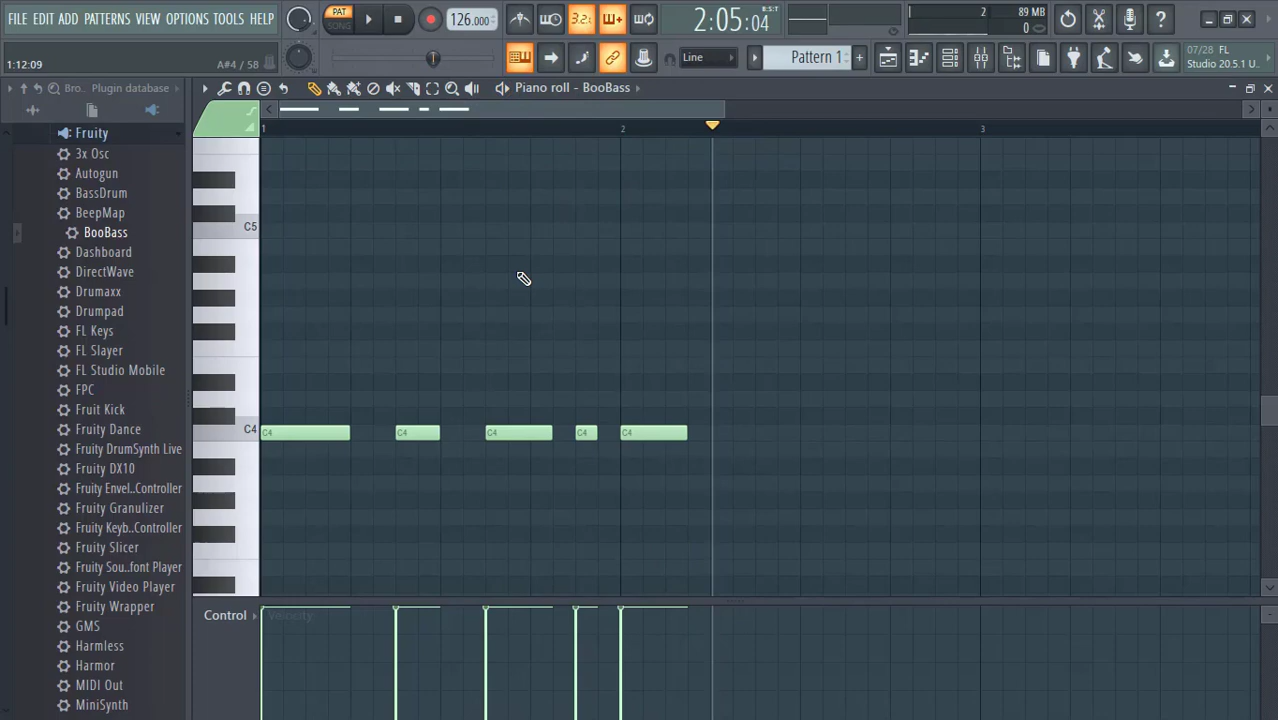 FILE EDIT ADD PATTERNS VIEW OPTIONS TOOLS HELP
PAT
SONG
126.000
3.2
2:05:04
B:S:T
2
89 MB
0
1:12:09
A#4 / 58
Line
Pattern 1
07/28 FL
Studio 20.5.1 U..
Bro.. Plugin database
Piano roll - BooBass
Fruity
3x Osc
Autogun
BassDrum
BeepMap
BooBass
Dashboard
DirectWave
Drumaxx
Drumpad
FL Keys
FL Slayer
FL Studio Mobile
FPC
Fruit Kick
Fruity Dance
Fruity DrumSynth Live
Fruity DX10
Fruity Envel..Controller
Fruity Granulizer
Fruity Keyb..Controller
Fruity Slicer
Fruity Sou..font Player
Fruity Video Player
Fruity Wrapper
GMS
Harmless
Harmor
MIDI Out
MiniSynth
1
2
3
C5
C4
C4
C4
C4
C4
C4
Control
Velocity